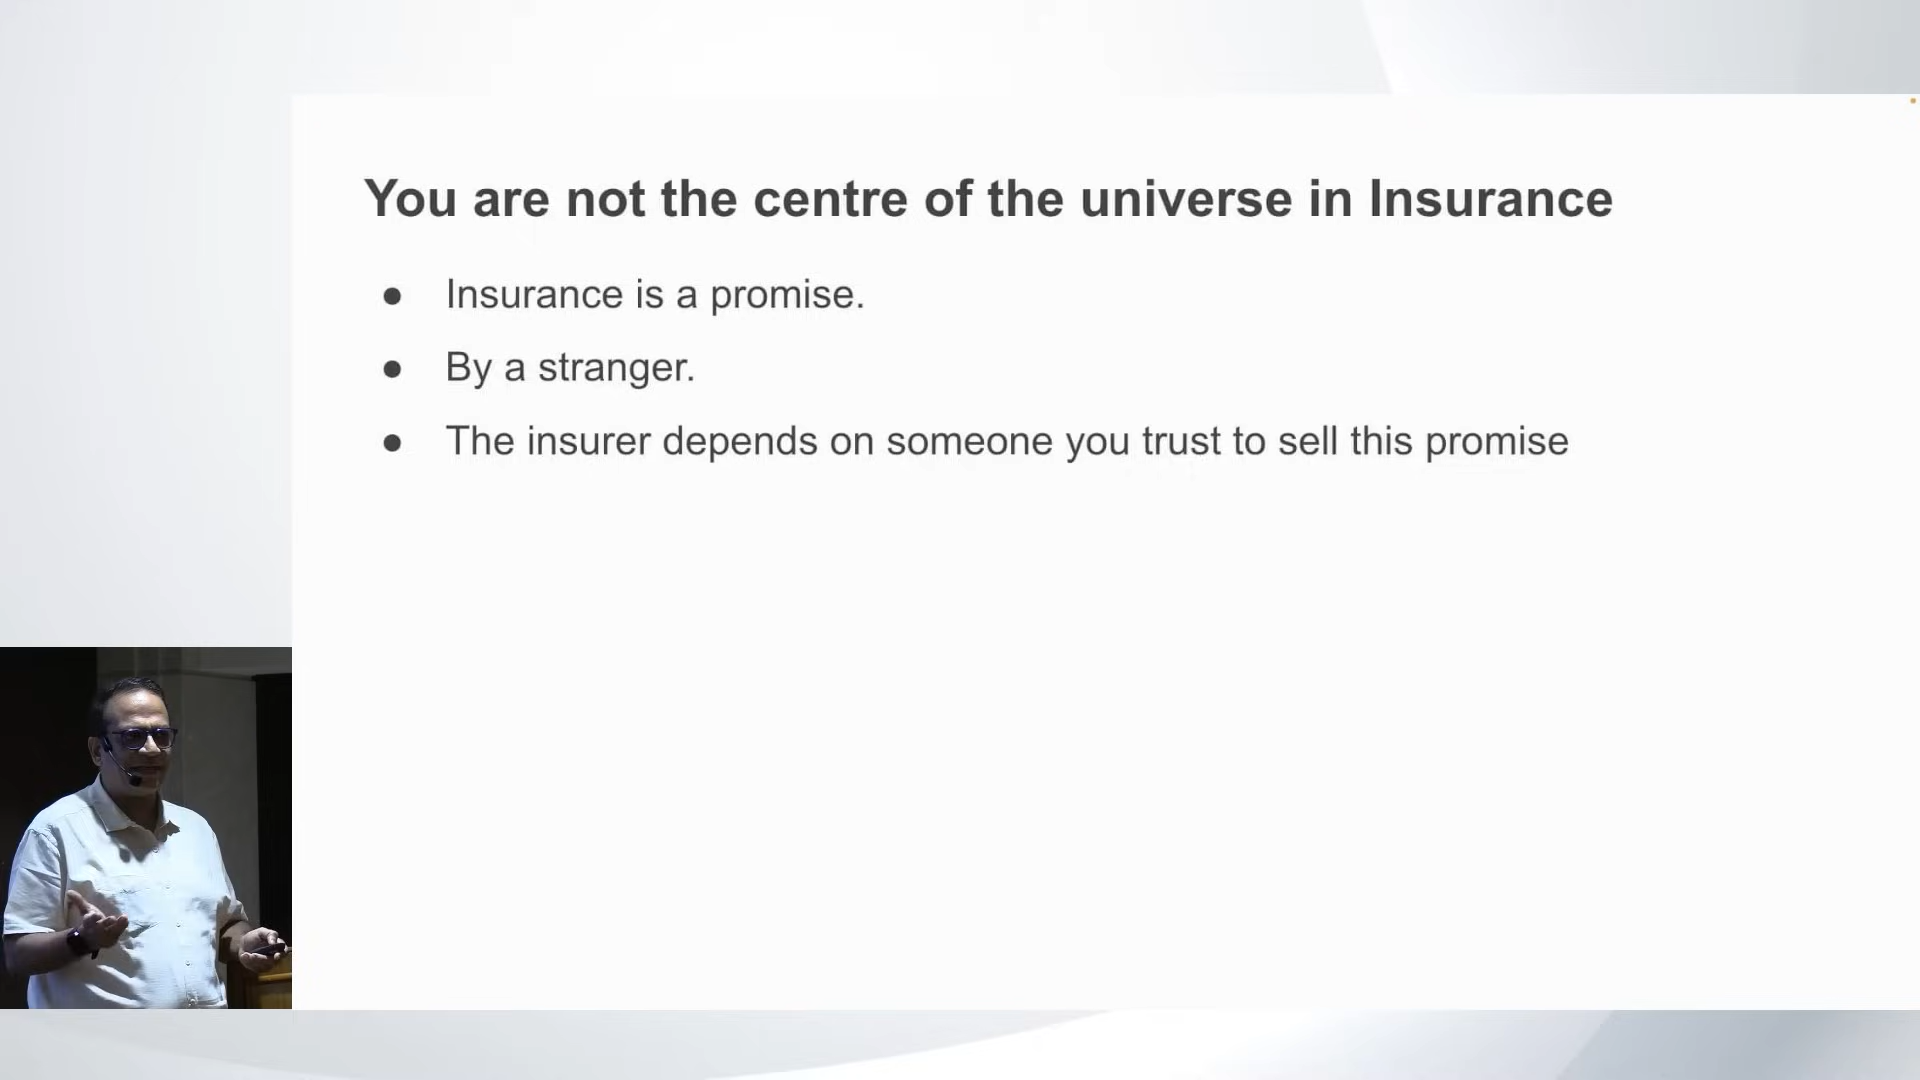 You are not the centre of the universe in Insurance
● Insurance is a promise.
● By a stranger.
● The insurer depends on someone you trust to sell this promise